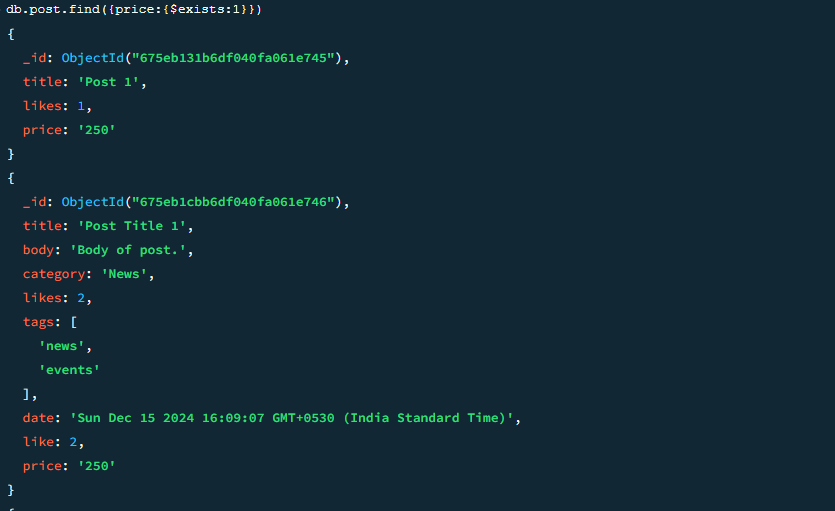 db.post.find({price:{$exists:1}})
{
  _id: ObjectId("675eb131b6df040fa061e745"),
  title: 'Post 1',
  likes: 1,
  price: '250'
}
{
  _id: ObjectId("675eb1cbb6df040fa061e746"),
  title: 'Post Title 1',
  body: 'Body of post.',
  category: 'News',
  likes: 2,
  tags: [
    'news',
    'events'
  ],
  date: 'Sun Dec 15 2024 16:09:07 GMT+0530 (India Standard Time)',
  like: 2,
  price: '250'
}
{